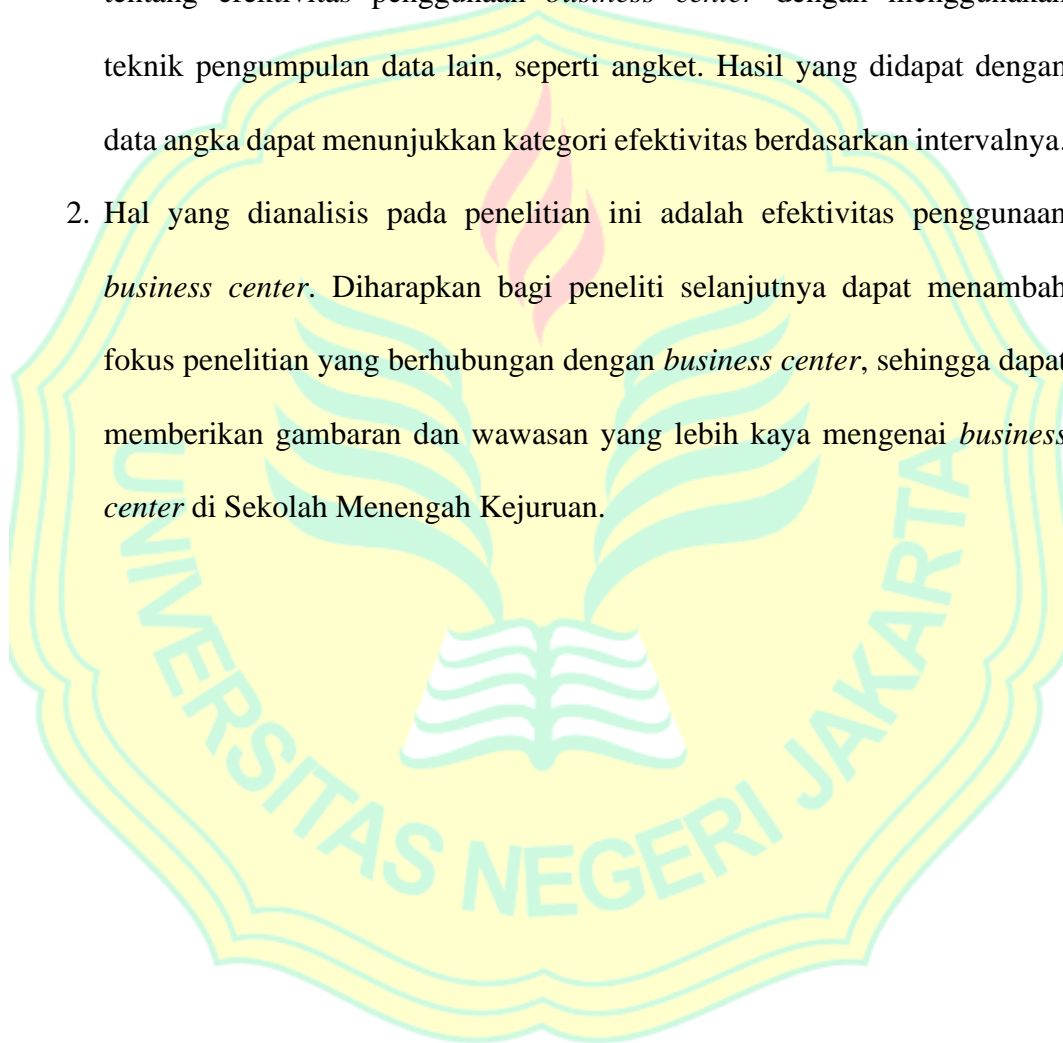 tentang efektivitas penggunaan business center dengan menggunakan
teknik pengumpulan data lain, seperti angket. Hasil yang didapat dengan
data angka dapat menunjukkan kategori efektivitas berdasarkan intervalnya.
2. Hal yang dianalisis pada penelitian ini adalah efektivitas penggunaan
business center. Diharapkan bagi peneliti selanjutnya dapat menambah
fokus penelitian yang berhubungan dengan business center, sehingga dapat
memberikan gambaran dan wawasan yang lebih kaya mengenai business
center di Sekolah Menengah Kejuruan.
UNIVERSITAS NEGERI JAKARTA